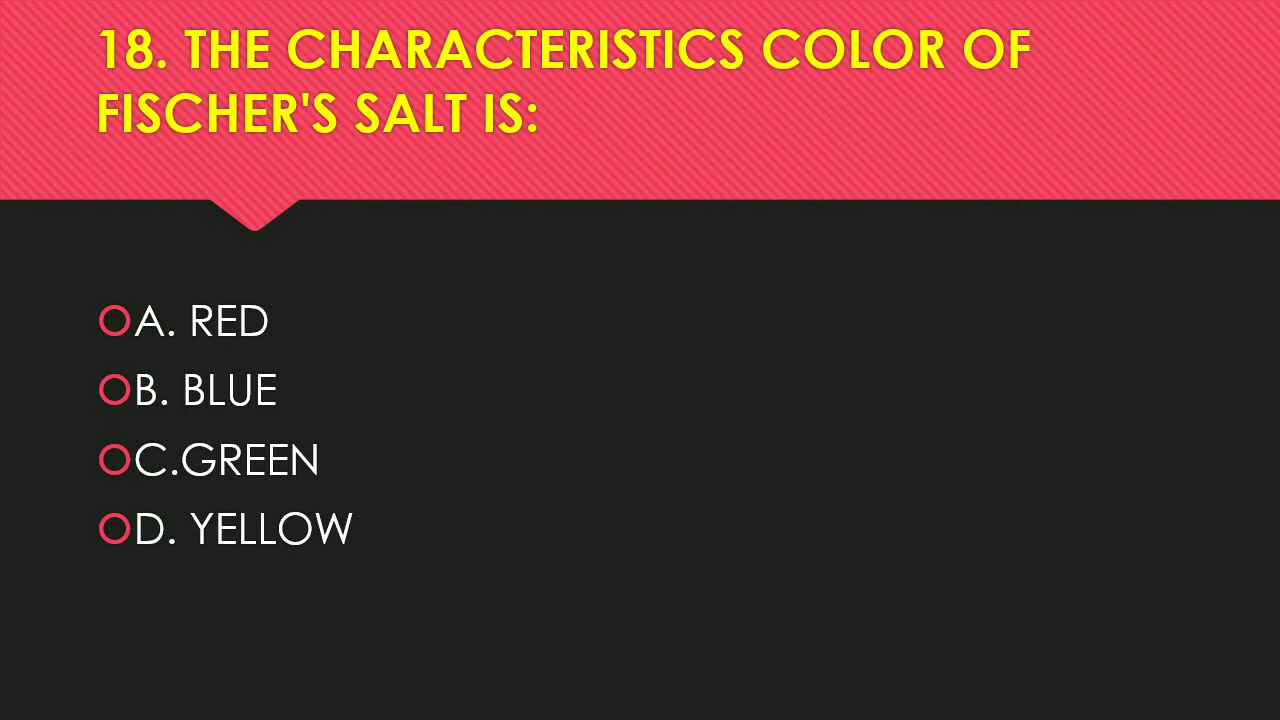 18. THE CHARACTERISTICS COLOR OF
FISCHER'S SALT IS:
A. RED
B. BLUE
C.GREEN
D. YELLOW